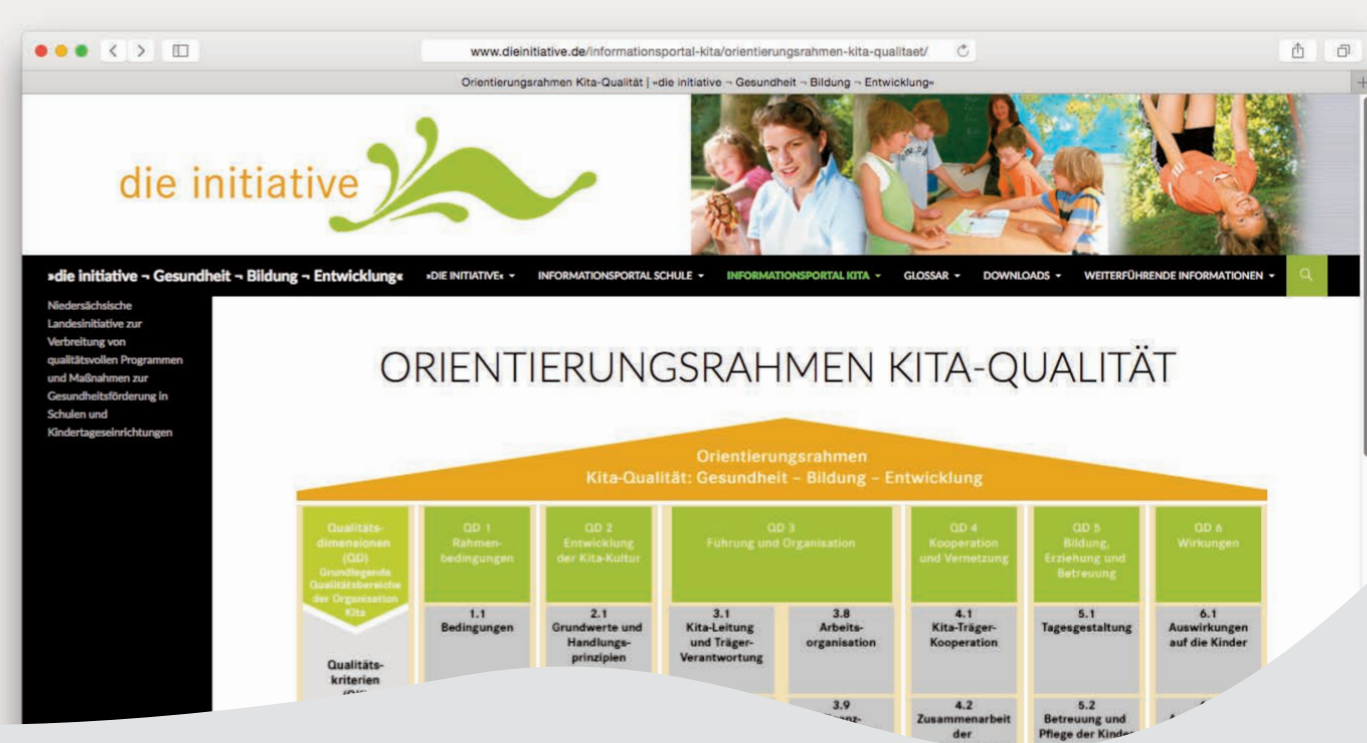 www.dieinitiative.de/informationsportal-kita/orientierungsrahmen-kita-qualitaet/
Orientierungsrahmen Kita-Qualität | »die initiative ¬ Gesundheit ¬ Bildung ¬ Entwicklung«
die initiative
»die initiative ¬ Gesundheit ¬ Bildung ¬ Entwicklung« »DIE INITIATIVE« INFORMATIONSPORTAL SCHULE INFORMATIONSPORTAL KITA GLOSSAR DOWNLOADS WEITERFÜHRENDE INFORMATIONEN
Niedersächsische
Landesinitiative zur
Verbreitung von
qualitätsvollen Programmen
und Maßnahmen zur
Gesundheitsförderung in
Schulen und
Kindertageseinrichtungen
ORIENTIERUNGSRAHMEN KITA-QUALITÄT
Orientierungsrahmen
Kita-Qualität: Gesundheit – Bildung – Entwicklung
Qualitäts-
dimensionen
(QD)
Grundlegende
Qualitätsbereiche
der Organisation
Kita
QD 1
Rahmen-
bedingungen
QD 2
Entwicklung
der Kita-Kultur
QD 3
Führung und Organisation
QD 4
Kooperation
und Vernetzung
QD 5
Bildung,
Erziehung und
Betreuung
QD 6
Wirkungen
Qualitäts-
kriterien
1.1
Bedingungen
2.1
Grundwerte und
Handlungs-
prinzipien
3.1
Kita-Leitung
und Träger-
Verantwortung
3.8
Arbeits-
organisation
4.1
Kita-Träger-
Kooperation
5.1
Tagesgestaltung
6.1
Auswirkungen
auf die Kinder
3.9
4.2
Zusammenarbeit
der
5.2
Betreuung und
Pflege der Kinder